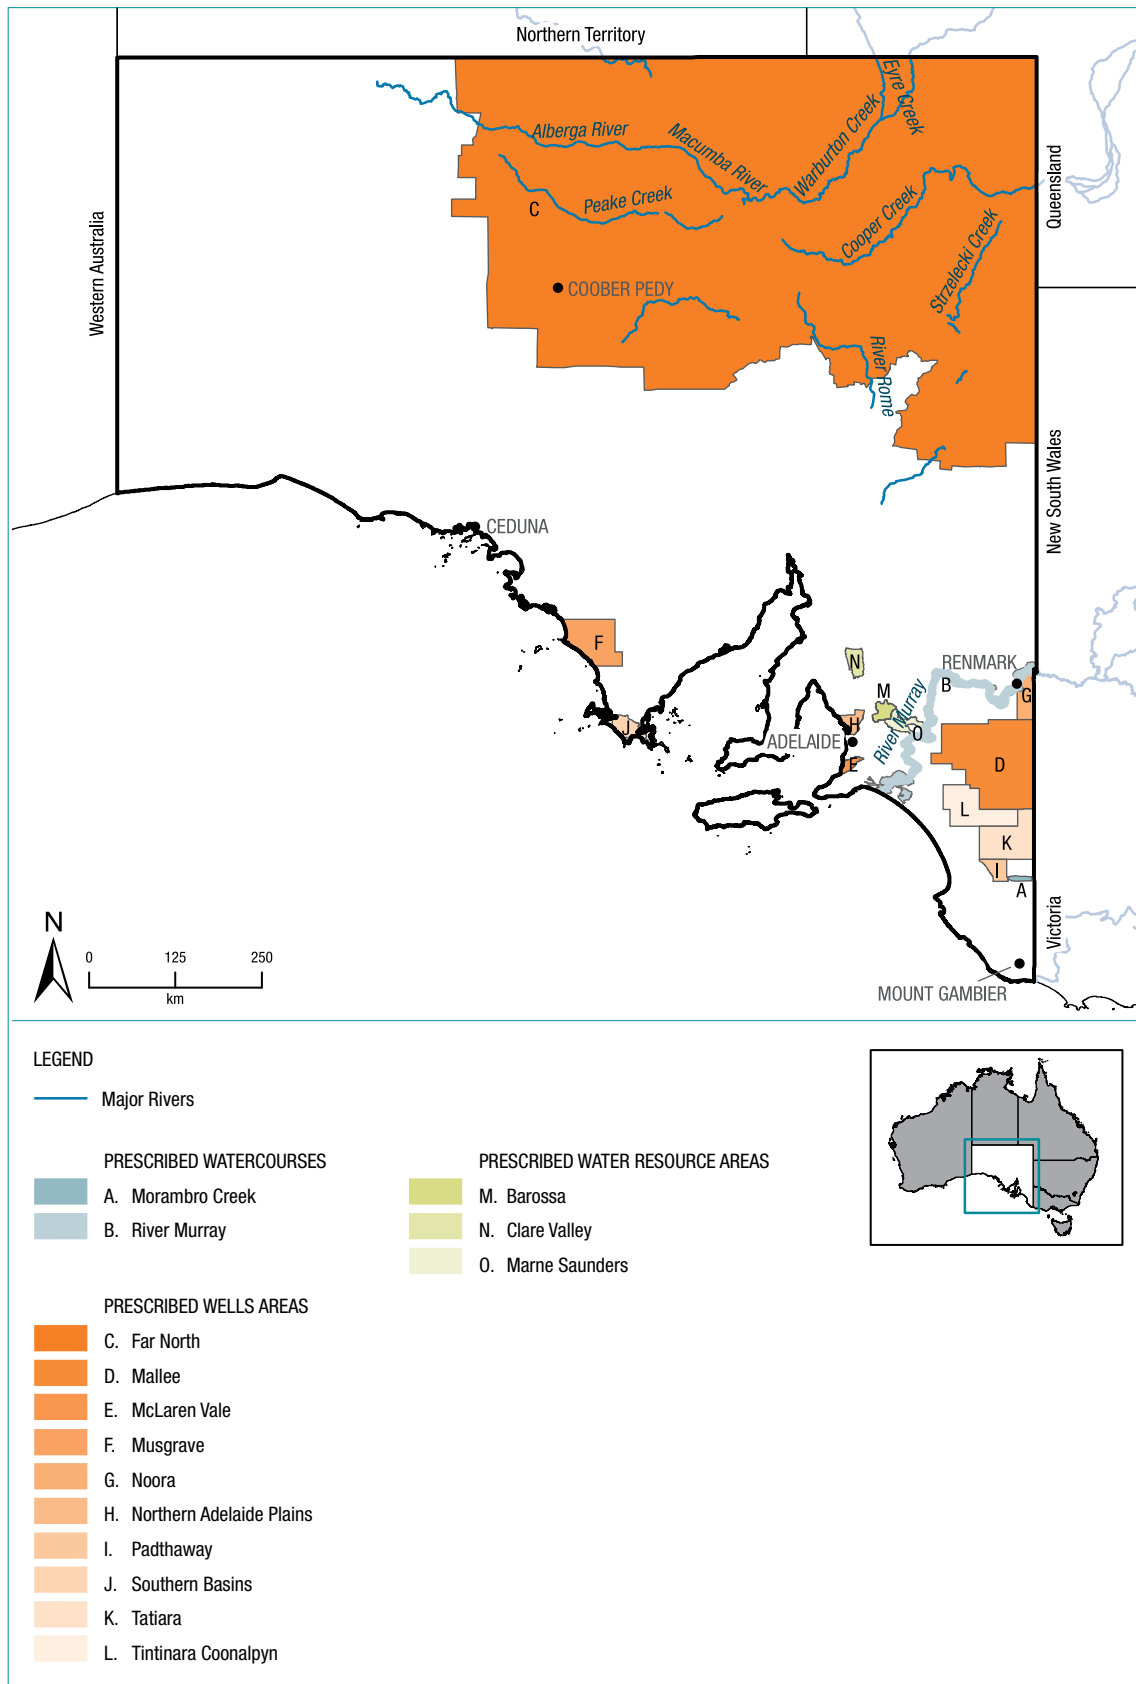 Northern Territory
Eyre Creek
Alberga River
Macumba River
Warburton Creek
Queensland
Peake Creek
C
Cooper Creek
Western Australia
Strzelecki Creek
COOBER PEDY
River Rome
New South Wales
CEDUNA
F
N
RENMARK
B
M
G
River Murray
H
J
O
ADELAIDE
E
D
L
K
I
A
N
Victoria
0 125 250
km
MOUNT GAMBIER
LEGEND
Major Rivers
PRESCRIBED WATERCOURSES
A. Morambro Creek
B. River Murray
PRESCRIBED WATER RESOURCE AREAS
M. Barossa
N. Clare Valley
O. Marne Saunders
PRESCRIBED WELLS AREAS
C. Far North
D. Mallee
E. McLaren Vale
F. Musgrave
G. Noora
H. Northern Adelaide Plains
I. Padthaway
J. Southern Basins
K. Tatiara
L. Tintinara Coonalpyn